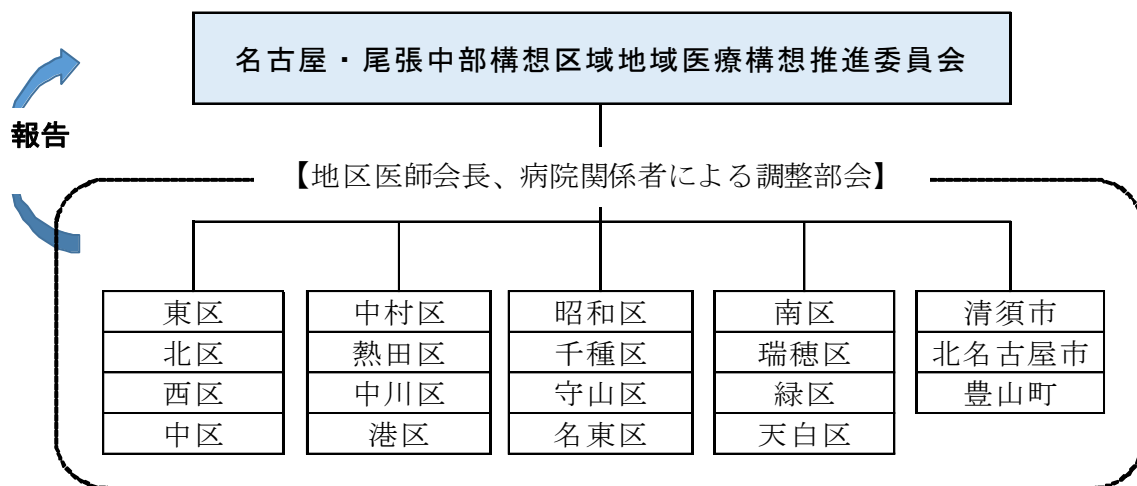 名古屋・尾張中部構想区域地域医療構想推進委員会
報告
【地区医師会長、病院関係者による調整部会】
東区
北区
西区
中区
中村区
熱田区
中川区
港区
昭和区
千種区
守山区
名東区
南区
瑞穂区
緑区
天白区
清須市
北名古屋市
豊山町